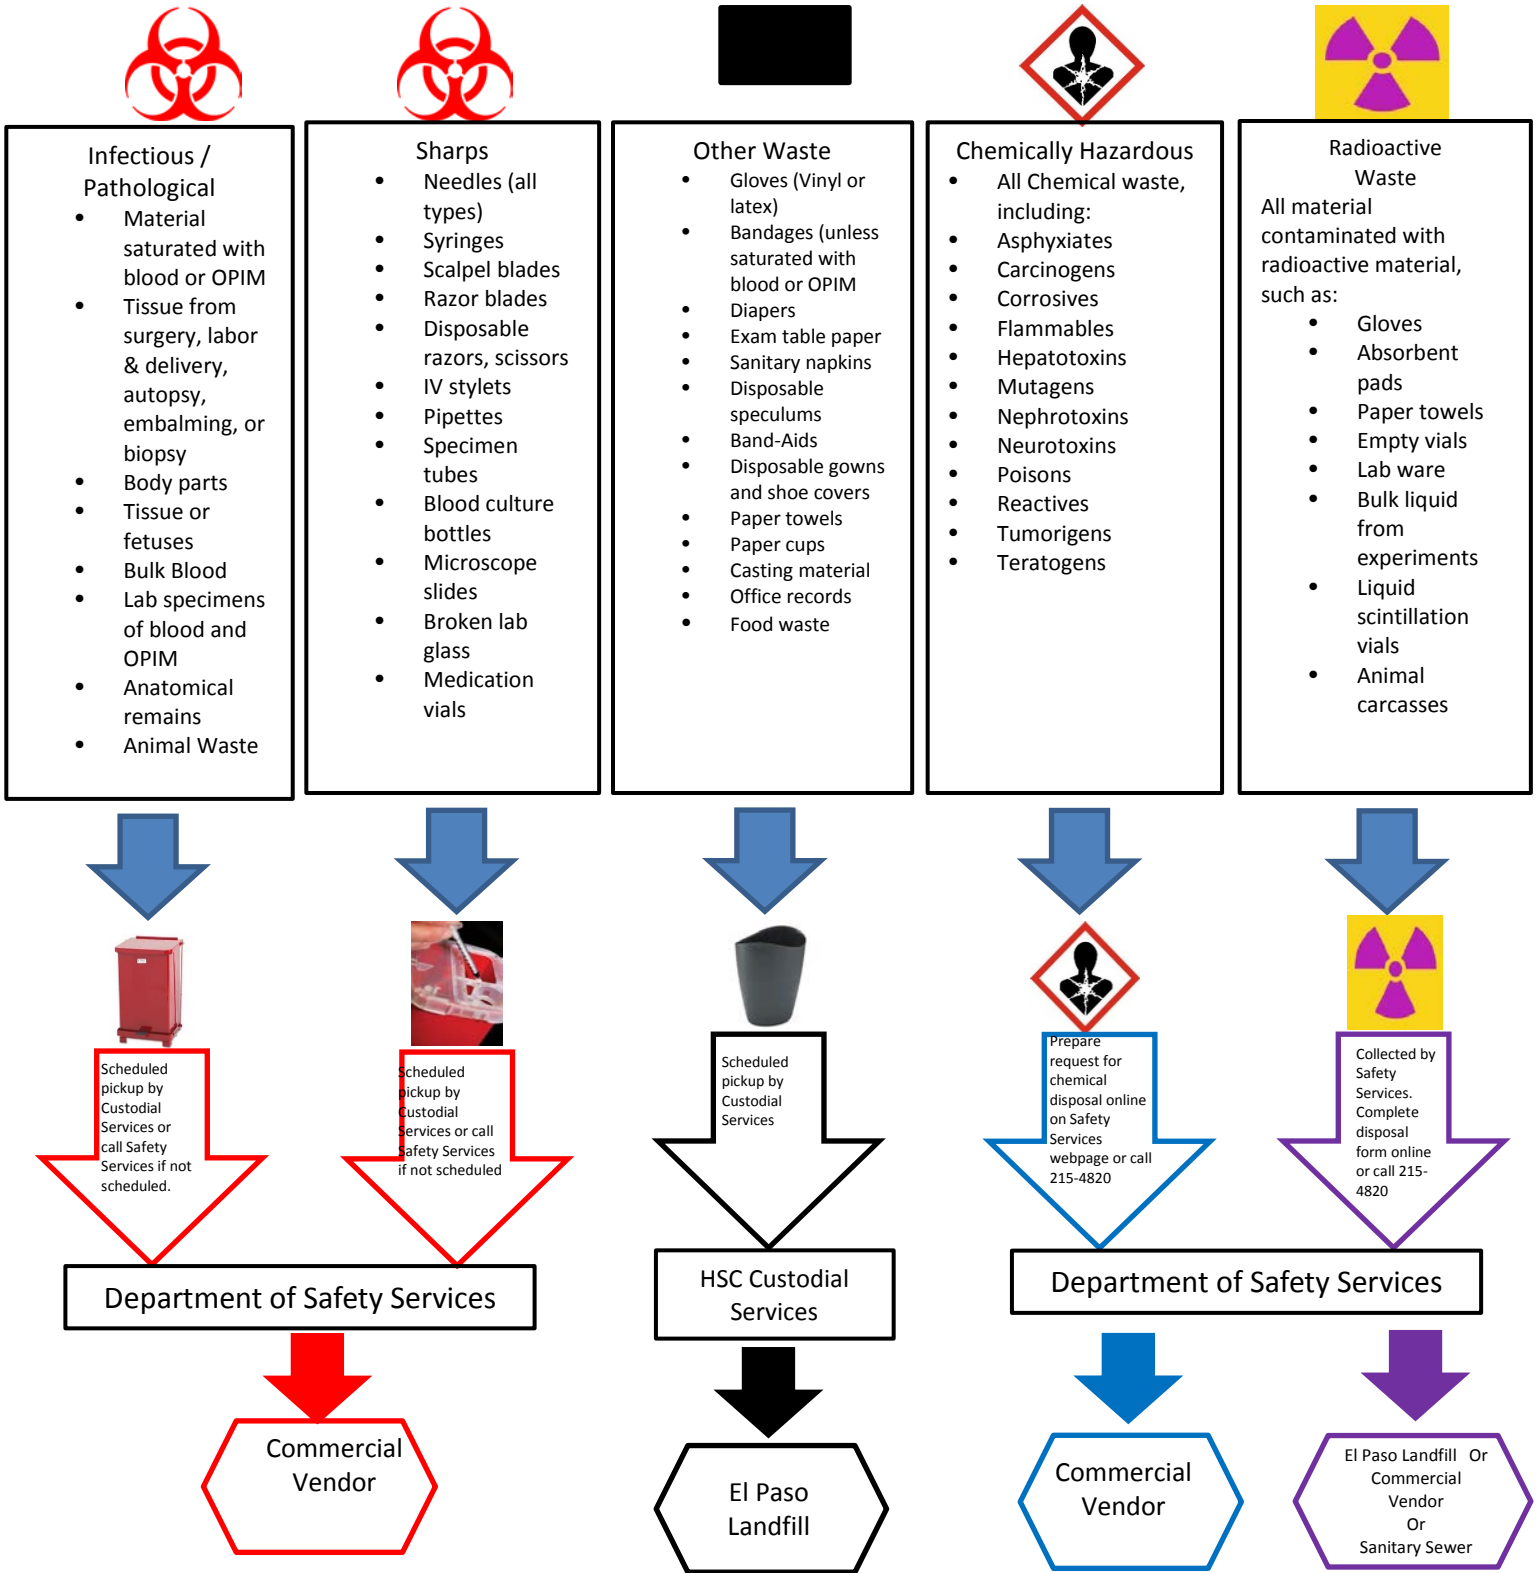 Infectious /
Pathological
• Material
saturated with
blood or OPIM
• Tissue from
surgery, labor
& delivery,
autopsy,
embalming, or
biopsy
• Body parts
• Tissue or
fetuses
• Bulk Blood
• Lab specimens
of blood and
OPIM
• Anatomical
remains
• Animal Waste
Sharps
• Needles (all
types)
• Syringes
• Scalpel blades
• Razor blades
• Disposable
razors, scissors
• IV stylets
• Pipettes
• Specimen
tubes
• Blood culture
bottles
• Microscope
slides
• Broken lab
glass
• Medication
vials
Other Waste
• Gloves (Vinyl or
latex)
• Bandages (unless
saturated with
blood or OPIM
• Diapers
• Exam table paper
• Sanitary napkins
• Disposable
speculums
• Band-Aids
• Disposable gowns
and shoe covers
• Paper towels
• Paper cups
• Casting material
• Office records
• Food waste
Chemically Hazardous
• All Chemical waste,
including:
• Asphyxiates
• Carcinogens
• Corrosives
• Flammables
• Hepatotoxins
• Mutagens
• Nephrotoxins
• Neurotoxins
• Poisons
• Reactives
• Tumorigens
• Teratogens
Radioactive
Waste
All material
contaminated with
radioactive material,
such as:
• Gloves
• Absorbent
pads
• Paper towels
• Empty vials
• Lab ware
• Bulk liquid
from
experiments
• Liquid
scintillation
vials
• Animal
carcasses
Scheduled
pickup by
Custodial
Services or
call Safety
Services if not
scheduled.
Scheduled
pickup by
Custodial
Services or call
Safety Services
if not scheduled
Scheduled
pickup by
Custodial
Services
Prepare
request for
chemical
disposal online
on Safety
Services
webpage or call
215-4820
Collected by
Safety
Services.
Complete
disposal
form online
or call 215-
4820
Department of Safety Services
HSC Custodial
Services
Department of Safety Services
Commercial
Vendor
El Paso
Landfill
Commercial
Vendor
El Paso Landfill Or
Commercial
Vendor
Or
Sanitary Sewer